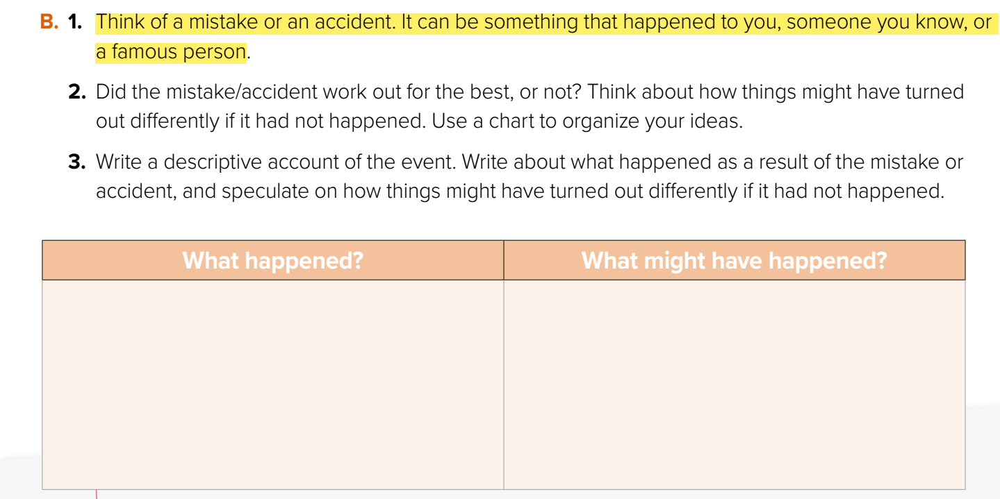 B. 1. Think of a mistake or an accident. It can be something that happened to you, someone you know, or
a famous person.
2. Did the mistake/accident work out for the best, or not? Think about how things might have turned
out differently if it had not happened. Use a chart to organize your ideas.
3. Write a descriptive account of the event. Write about what happened as a result of the mistake or
accident, and speculate on how things might have turned out differently if it had not happened.
What happened?
What might have happened?